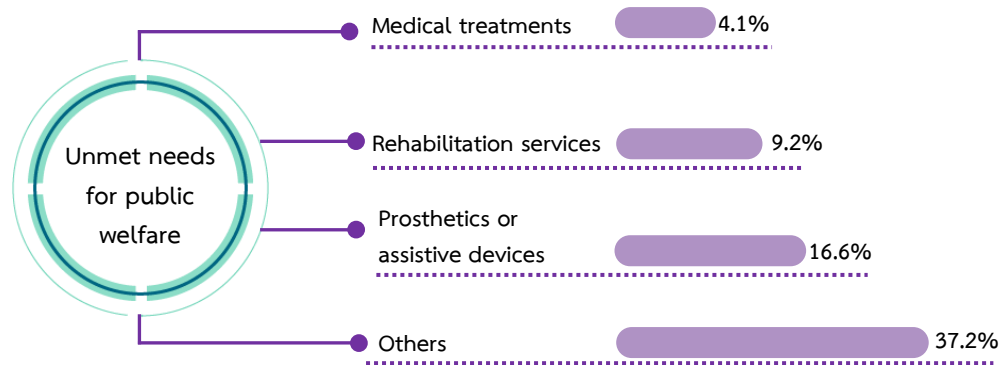 Unmet needs
for public
welfare
Medical treatments 4.1%
Rehabilitation services 9.2%
Prosthetics or
assistive devices 16.6%
Others 37.2%